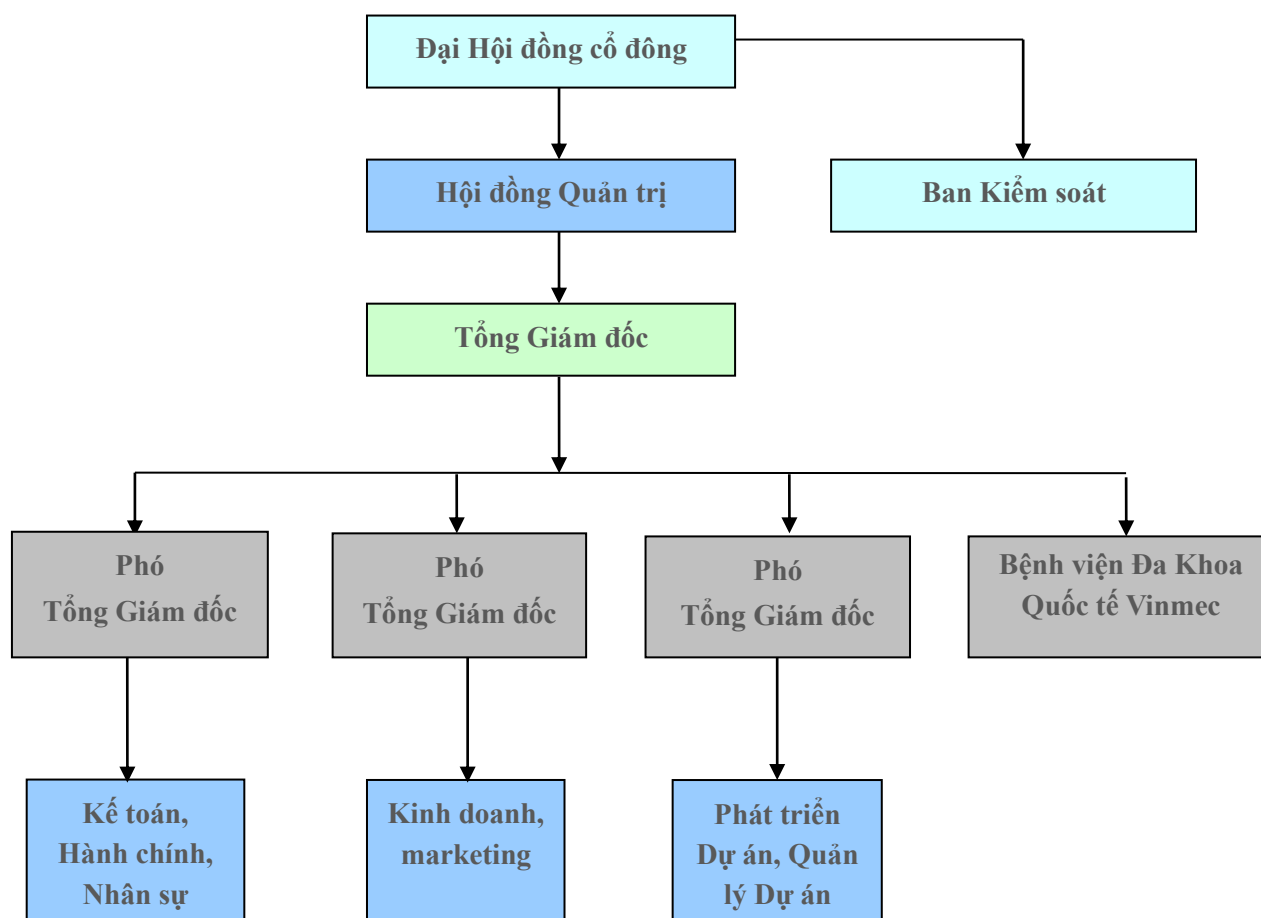 Đại Hội đồng cổ đông
Hội đồng Quản trị
Ban Kiểm soát
Tổng Giám đốc
Phó
Tổng Giám đốc
Phó
Tổng Giám đốc
Phó
Tổng Giám đốc
Bệnh viện Đa Khoa
Quốc tế Vinmec
Kế toán,
Hành chính,
Nhân sự
Kinh doanh,
marketing
Phát triển
Dự án, Quản
lý Dự án